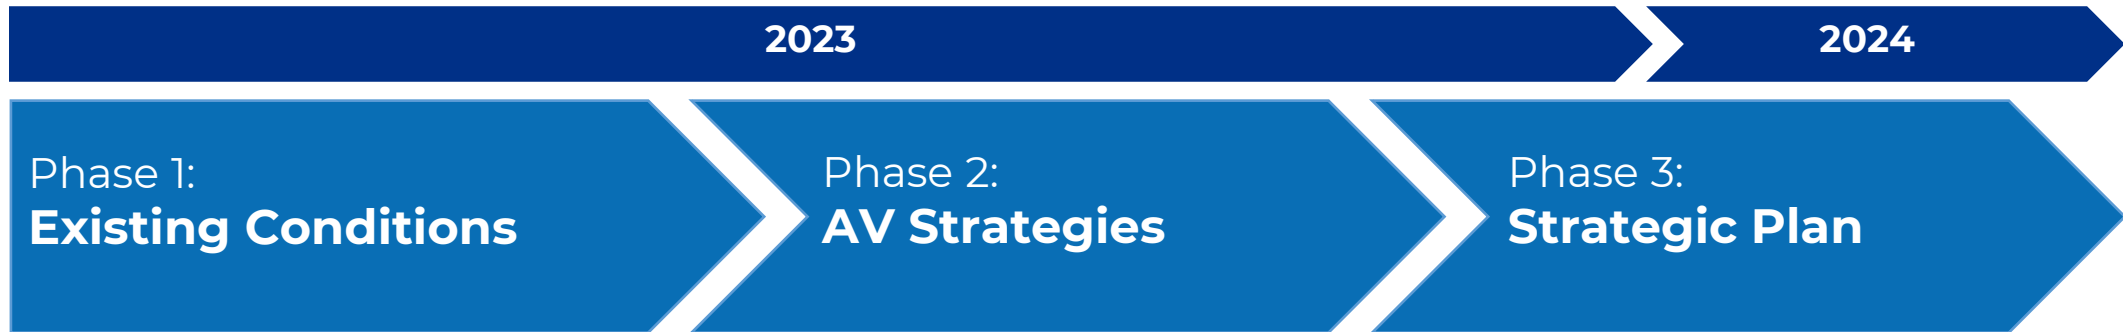 2023
2024
Phase 1:
Existing Conditions
Phase 2:
AV Strategies
Phase 3:
Strategic Plan